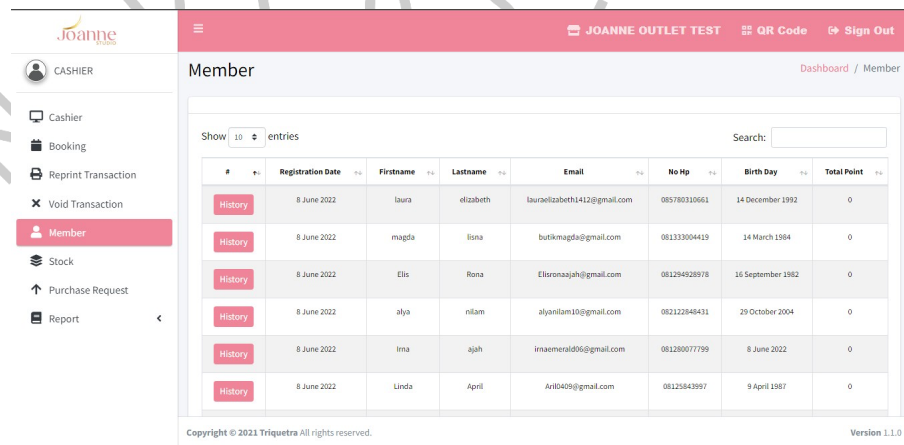 Joanne
STUDIO
JOANNE OUTLET TEST QR Code Sign Out
CASHIER
Member
Dashboard / Member
Cashier
Booking
Reprint Transaction
Void Transaction
Member
Stock
Purchase Request
Report
Show 10 entries
Search:
# Registration Date Firstname Lastname Email No Hp Birth Day Total Point
History 8 June 2022 laura elizabeth lauraelizabeth1412@gmail.com 085780310661 14 December 1992 0
History 8 June 2022 magda lisna butikmagda@gmail.com 081333004419 14 March 1984 0
History 8 June 2022 Elis Rona Elisronaajah@gmail.com 081294928978 16 September 1982 0
History 8 June 2022 alya nilam alyanilam10@gmail.com 082122848431 29 October 2004 0
History 8 June 2022 Irna ajah irnaemerald06@gmail.com 081280077799 8 June 2022 0
History 8 June 2022 Linda April Aril0409@gmail.com 08125843997 9 April 1987 0
Copyright © 2021 Triquetra All rights reserved.
Version 1.1.0